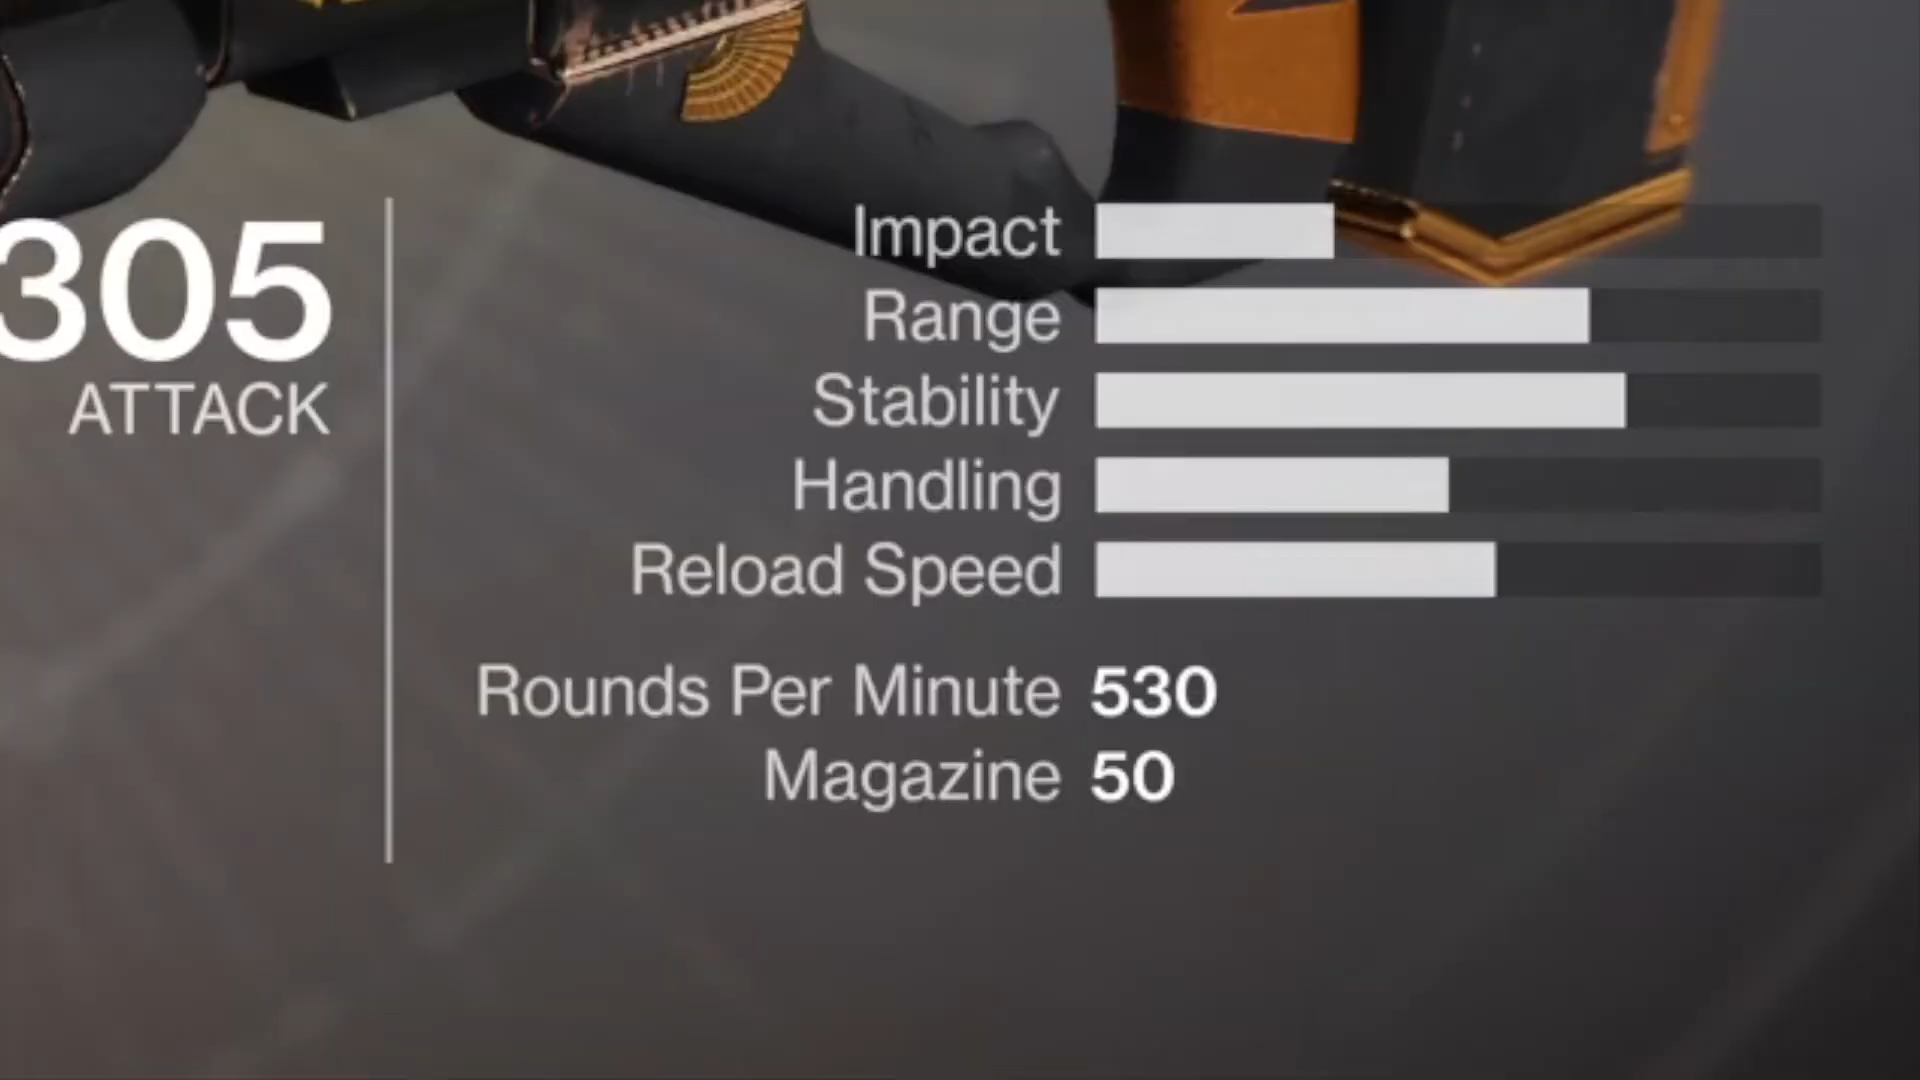 305
ATTACK
Impact
Range
Stability
Handling
Reload Speed
Rounds Per Minute 530
Magazine 50